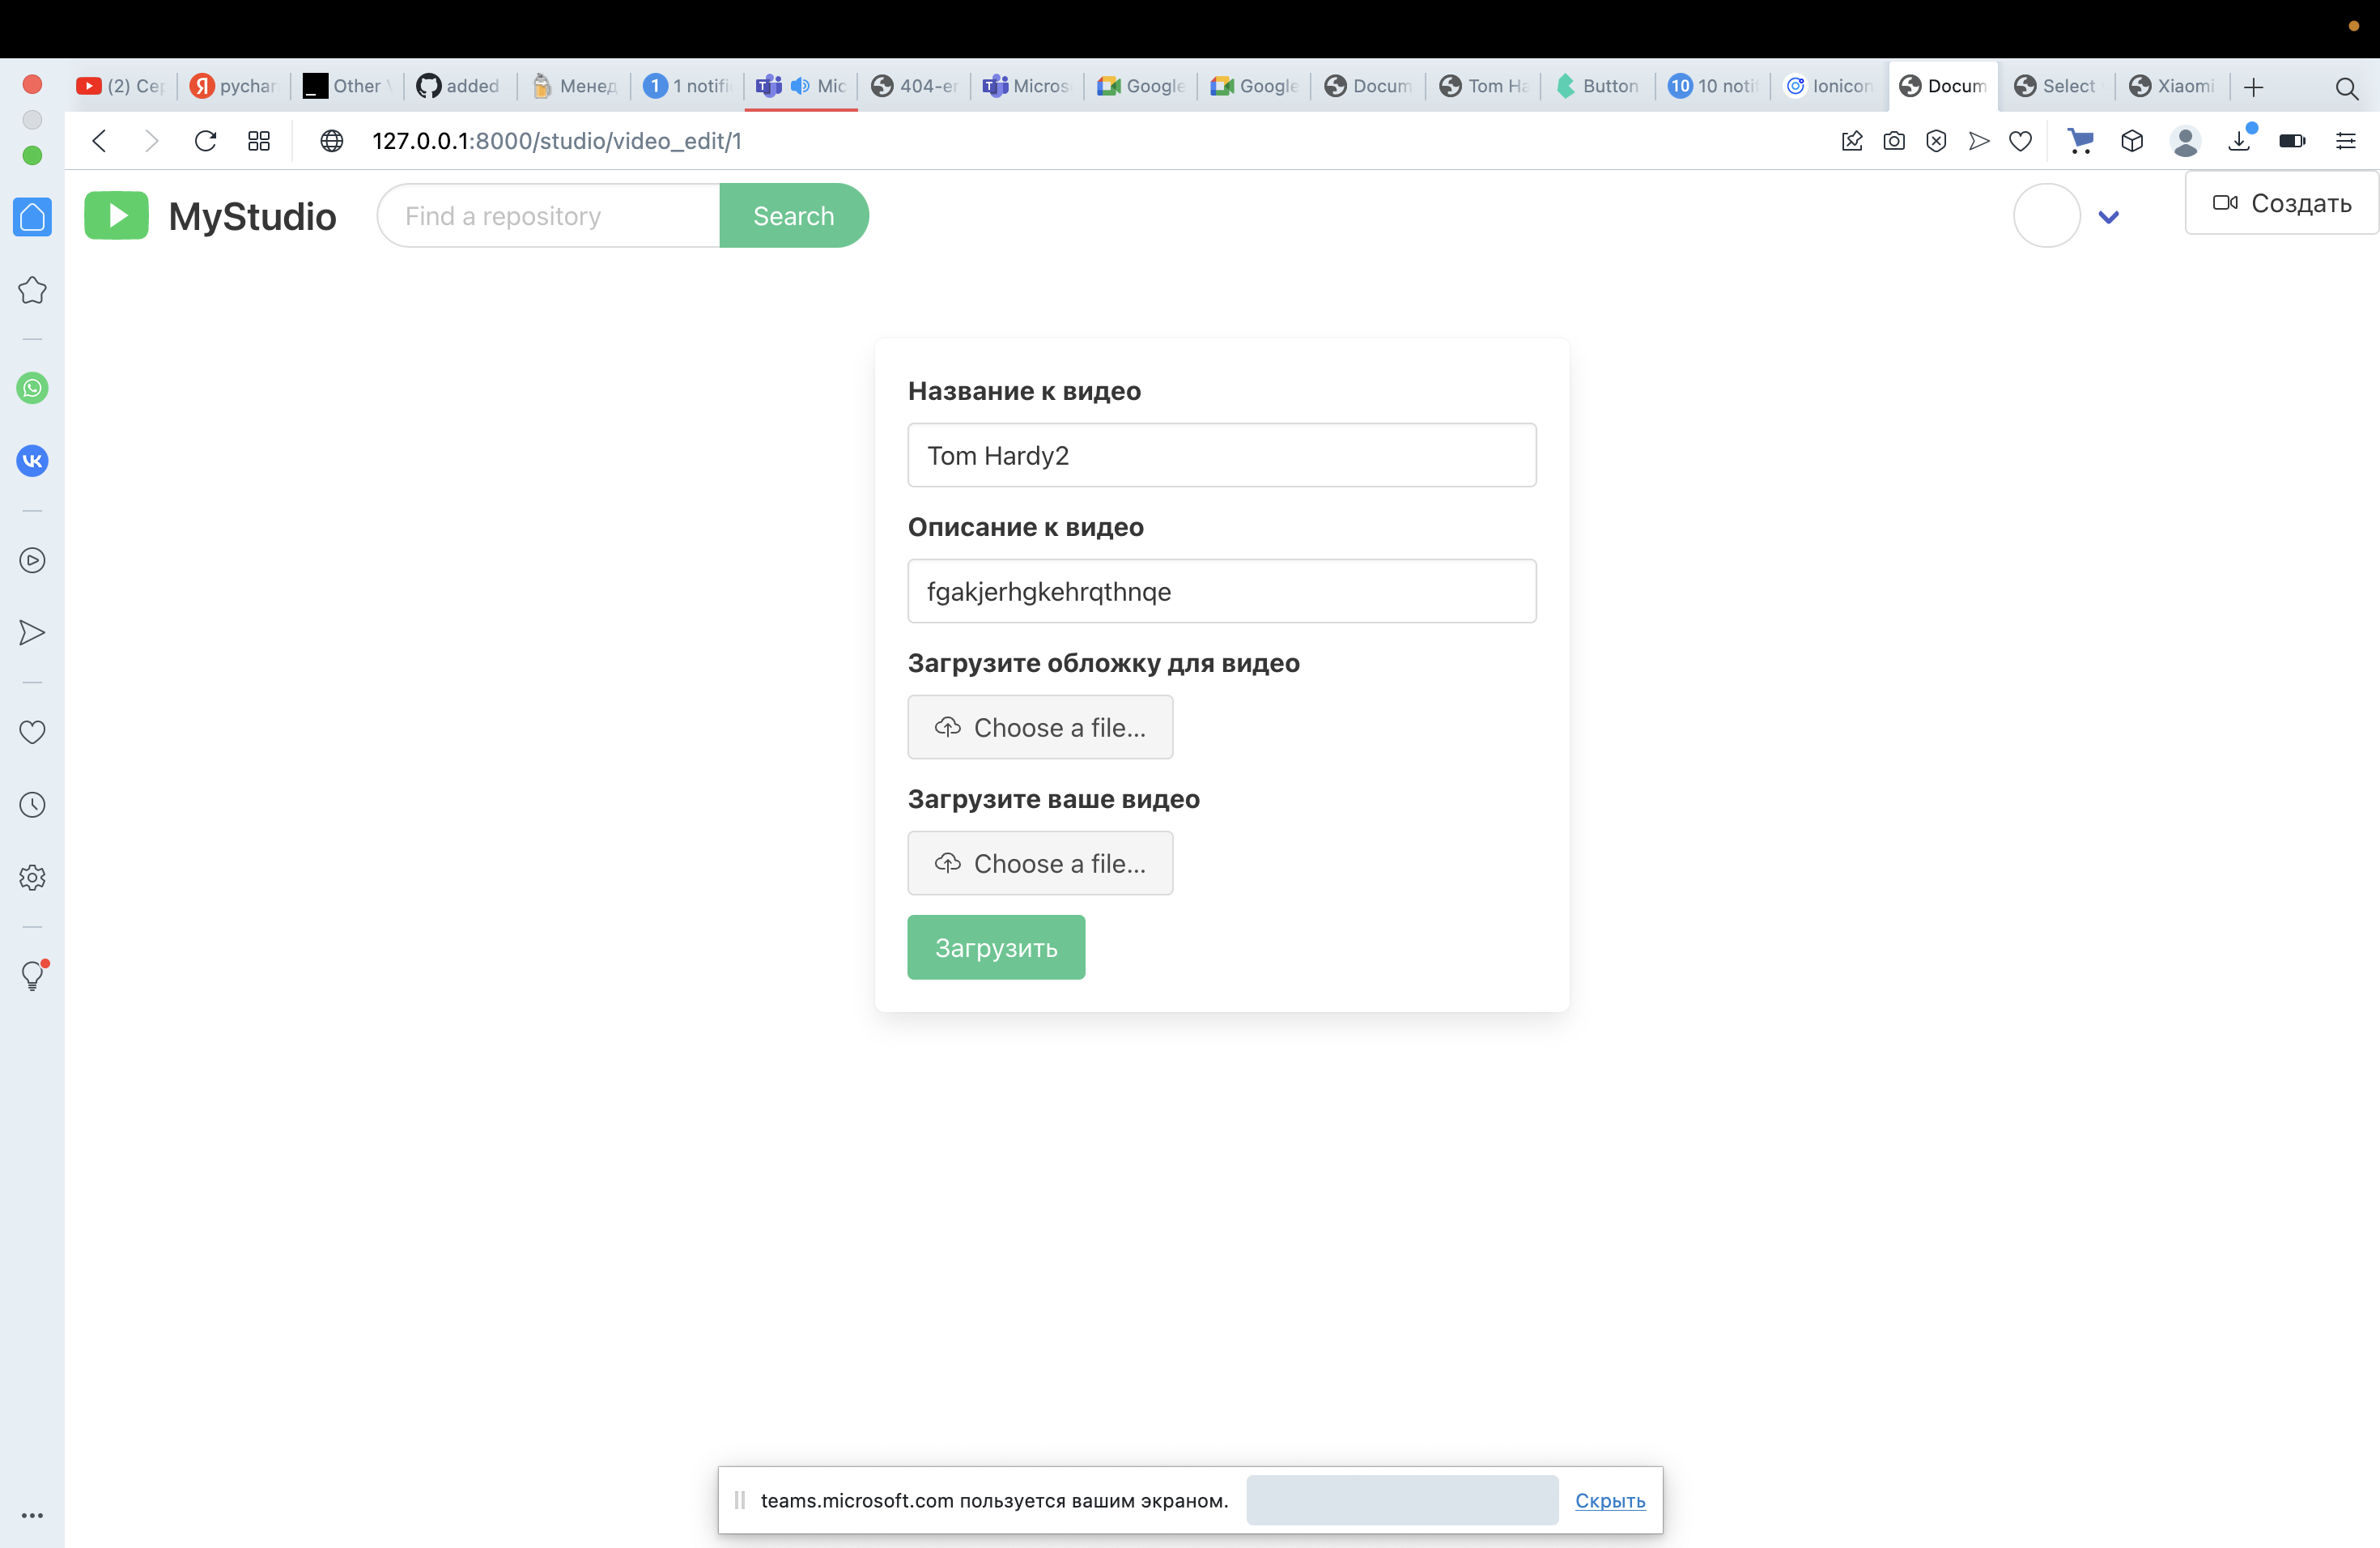 (2) Сер
Я pychar
Other
added
Менед
1 1 notifi
Mic
404-er
Micros
Google
Google
Docum
Tom Ha
Button
10 10 notif
Ionicon
Docum
Select
Xiaomi
127.0.0.1:8000/studio/video_edit/1
MyStudio
Find a repository
Search
Создать
Название к видео
Tom Hardy2
Описание к видео
fgakjerhgkehrqthnqe
Загрузите обложку для видео
Choose a file...
Загрузите ваше видео
Choose a file...
Загрузить
teams.microsoft.com пользуется вашим экраном.
Скрыть